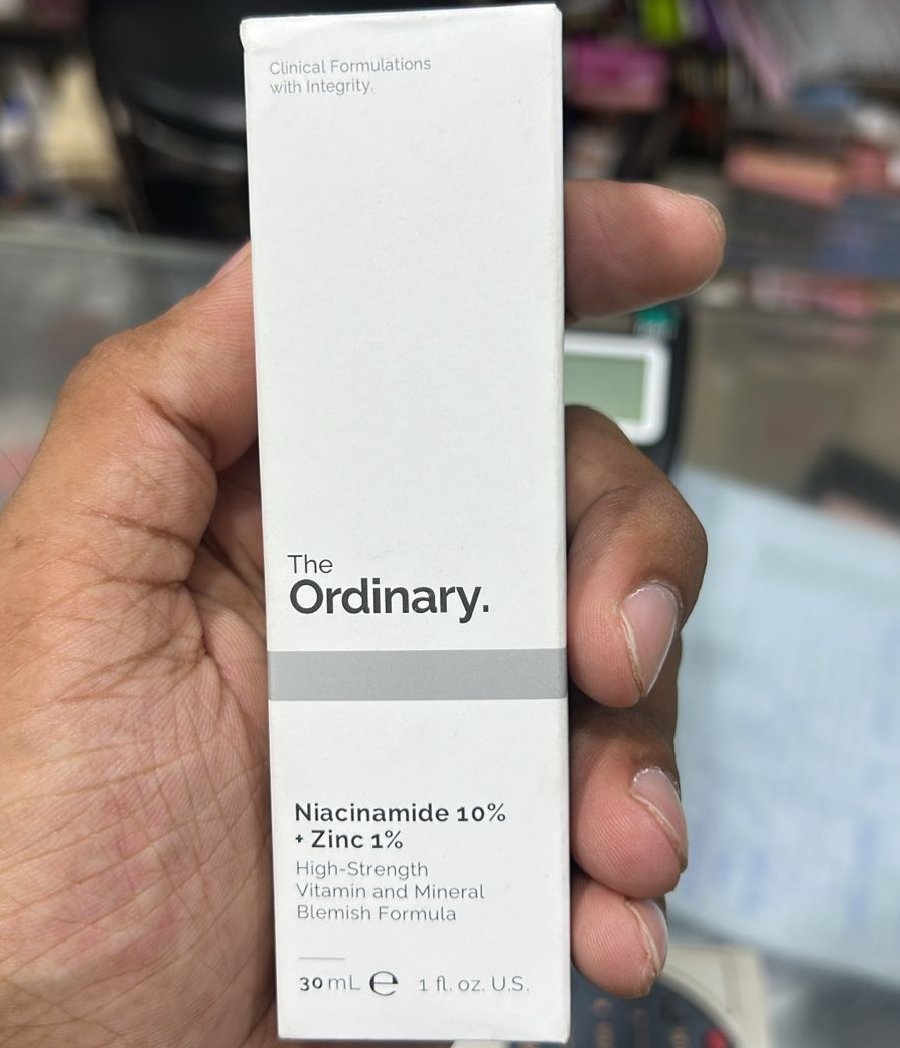 Clinical Formulations
with Integrity.
The
Ordinary.
Niacinamide 10%
+ Zinc 1%
High-Strength
Vitamin and Mineral
Blemish Formula
30 mL ℮ 1 fl. oz. U.S.